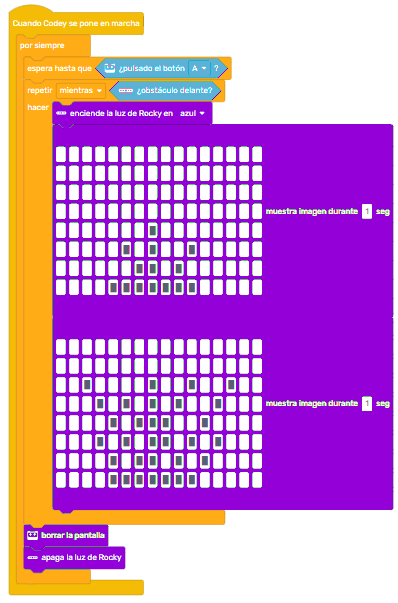 Cuando Codey se pone en marcha
por siempre
espera hasta que ¿pulsado el botón A ?
repetir mientras ¿obstáculo delante?
hacer
enciende la luz de Rocky en azul
muestra imagen durante 1 seg
muestra imagen durante 1 seg
borrar la pantalla
apaga la luz de Rocky